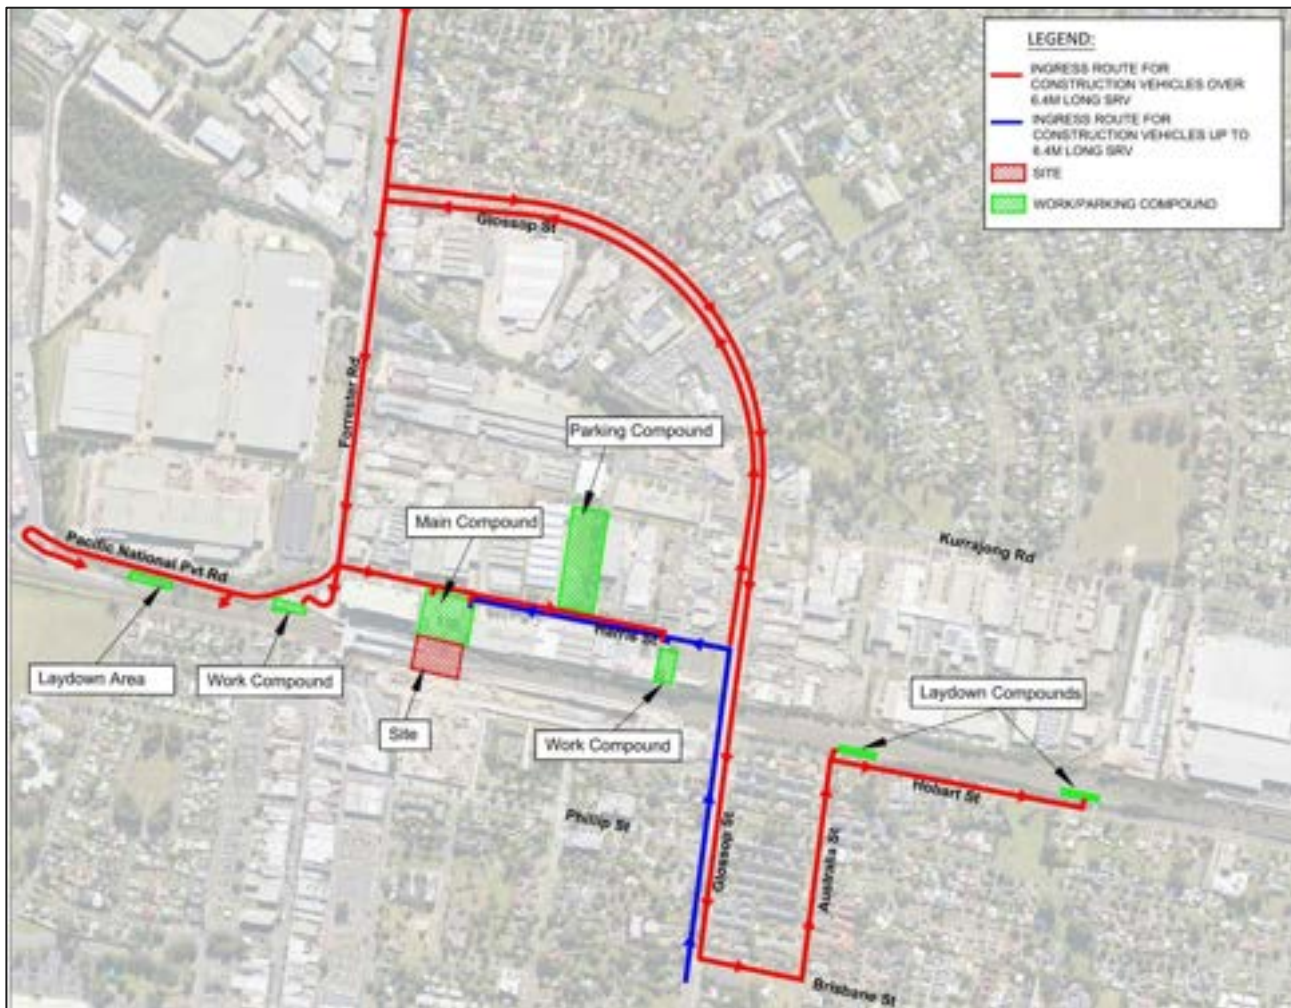 LEGEND:
INGRESS ROUTE FOR
CONSTRUCTION VEHICLES OVER
6.4M LONG SRV
INGRESS ROUTE FOR
CONSTRUCTION VEHICLES UP TO
6.4M LONG SRV
SITE
WORK/PARKING COMPOUND
Glossop St
Forrester Rd
Parking Compound
Main Compound
Kurrajong Rd
Pacific National Pvt Rd
Harris St
Laydown Area
Work Compound
Site
Work Compound
Laydown Compounds
Hobart St
Phillip St
Glossop St
Australia St
Brisbane St